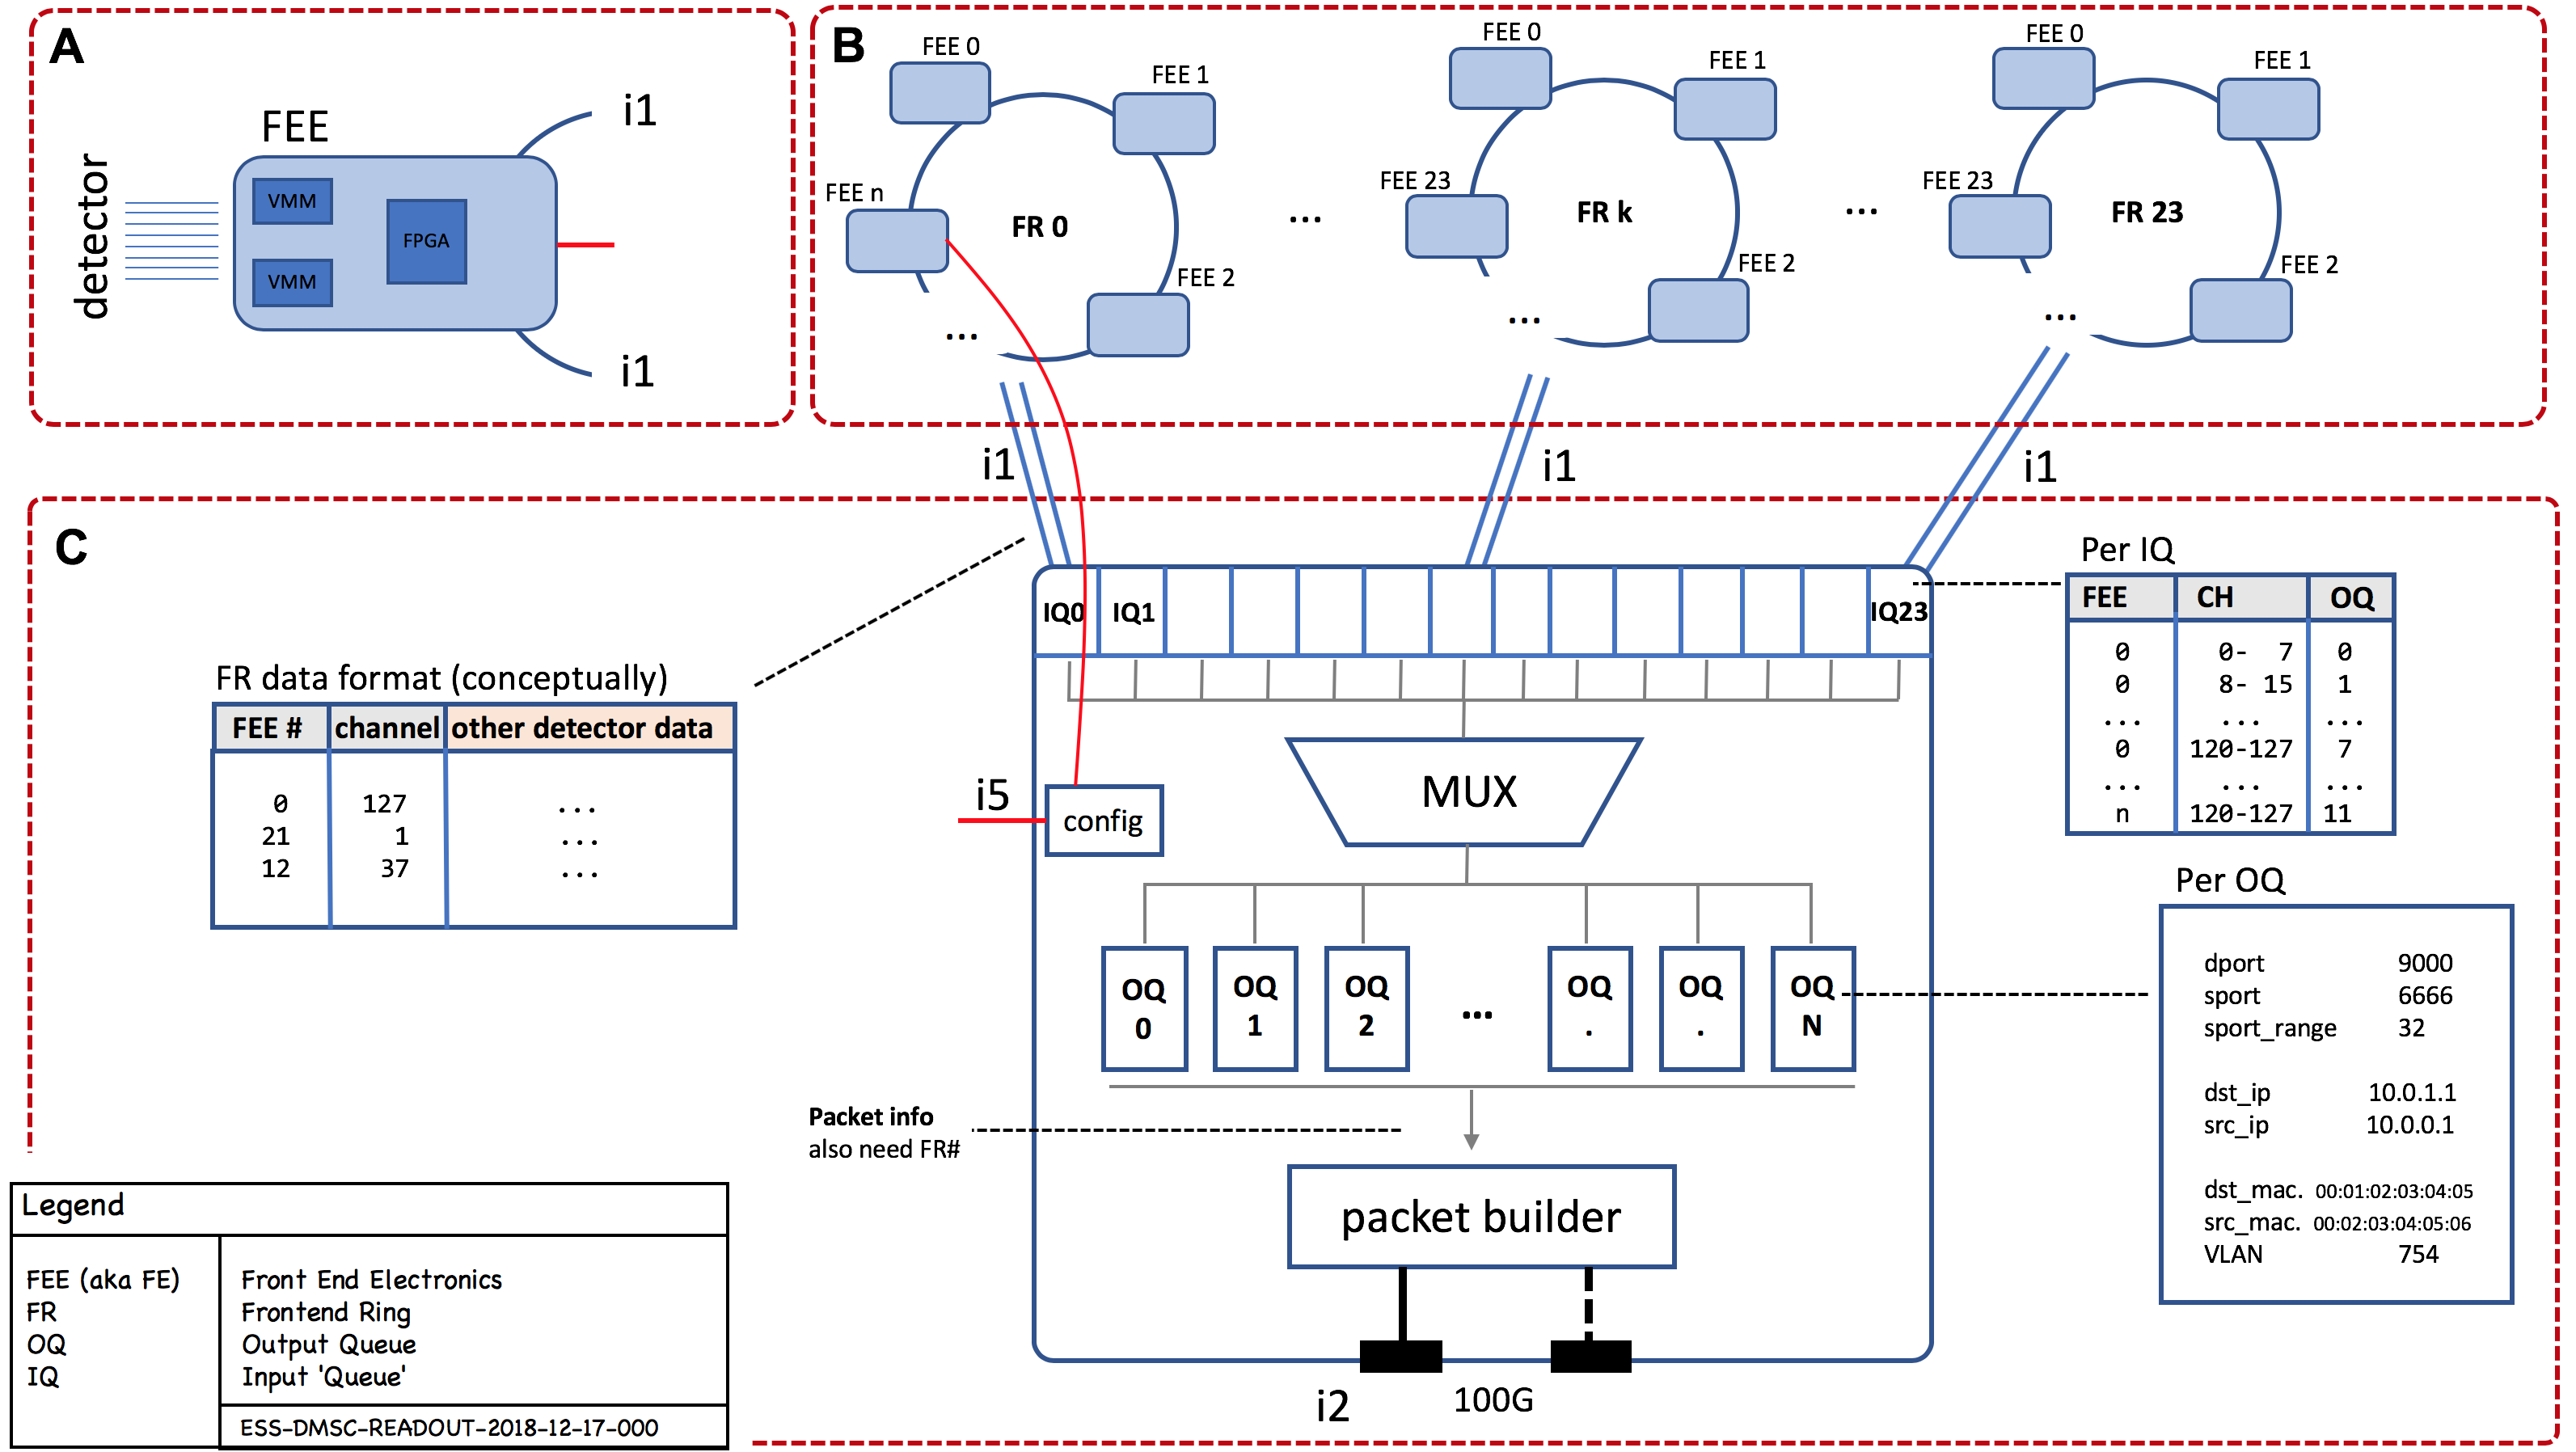 A
FEE
detector
VMM
VMM
FPGA
i1
i1
B
FEE 0
FEE 1
FEE n
FR 0
FEE 2
...
...
FEE 0
FEE 1
FEE 23
FR k
FEE 2
...
...
FEE 0
FEE 1
FEE 23
FR 23
FEE 2
...
i1
i1
i1
C
FR data format (conceptually)
FEE # channel other detector data
0 127 ...
21 1 ...
12 37 ...
IQ0 IQ1 IQ23
MUX
i5
config
OQ 0
OQ 1
OQ 2
...
OQ .
OQ .
OQ N
Packet info
also need FR#
packet builder
i2
100G
Per IQ
FEE CH OQ
0 0- 7 0
0 8- 15 1
... ... ...
0 120-127 7
... ... ...
n 120-127 11
Per OQ
dport 9000
sport 6666
sport_range 32
dst_ip 10.0.1.1
src_ip 10.0.0.1
dst_mac. 00:01:02:03:04:05
src_mac. 00:02:03:04:05:06
VLAN 754
Legend
FEE (aka FE) Front End Electronics
FR Frontend Ring
OQ Output Queue
IQ Input 'Queue'
ESS-DMSC-READOUT-2018-12-17-000